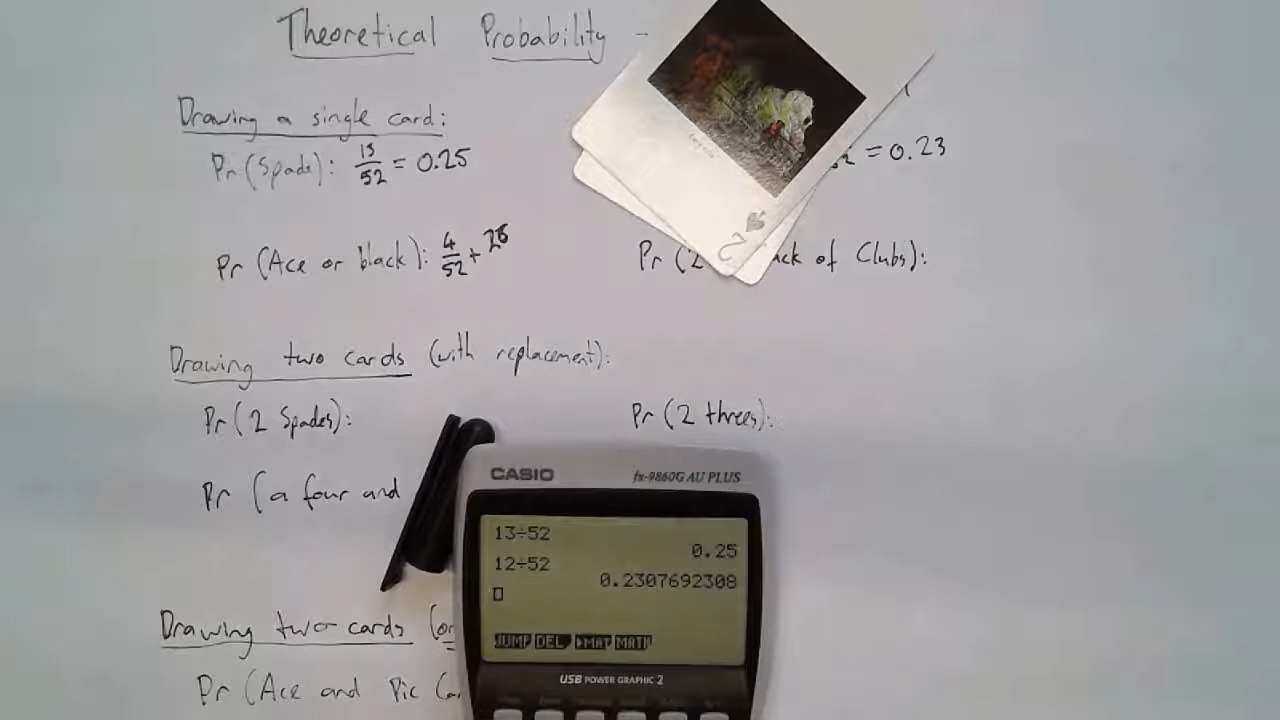 Theoretical Probability -
Drawing a single card:
Pr (Spade): 13/52 = 0.25
= 0.23
Pr (Ace or black): 4/52 + 26
Pr (2 of Clubs):
2
Drawing two cards (with replacement):
Pr (2 Spades):
Pr (2 threes):
Pr (a four and
CASIO
fx-9860G AU PLUS
13÷52
0.25
12÷52
0.2307692308
JUMP DEL ▸MAT MATH
USB POWER GRAPHIC 2
Drawing two cards
Pr (Ace and Pic